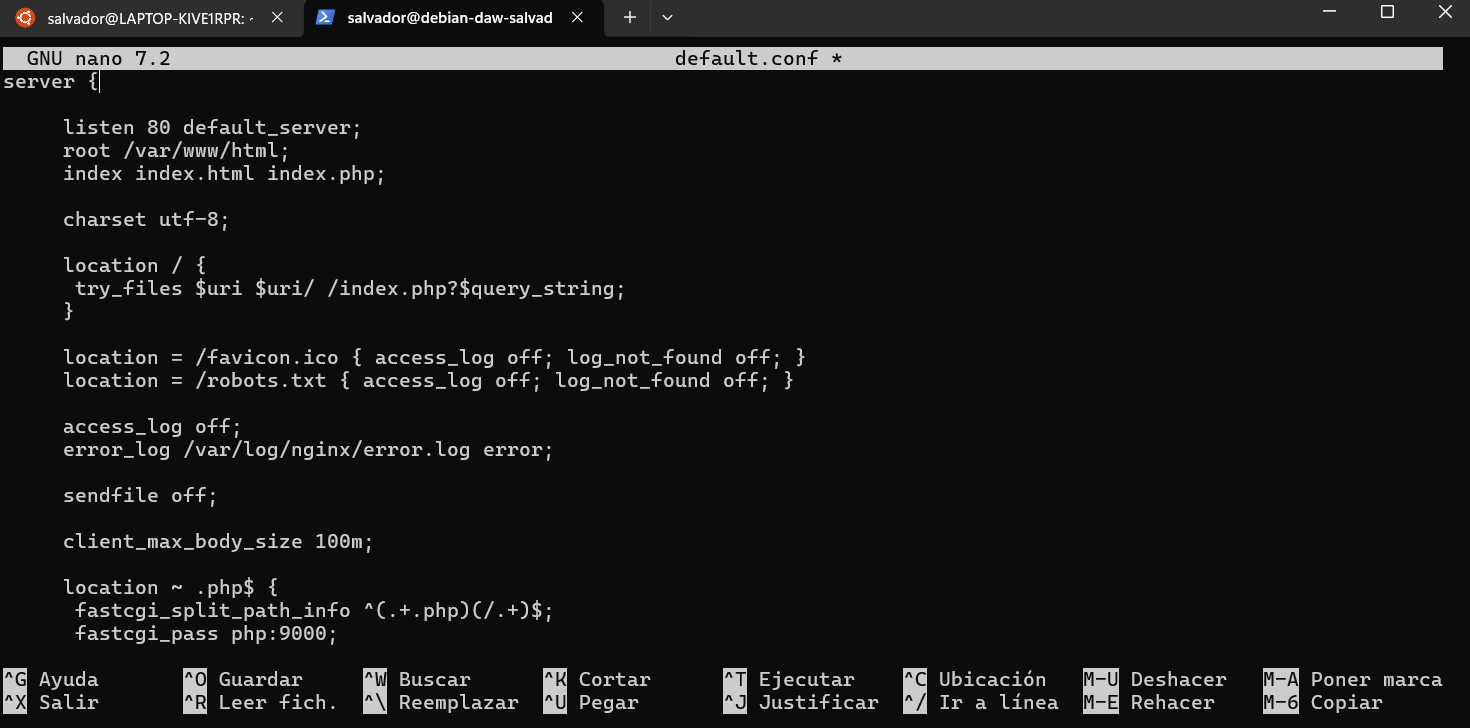 salvador@LAPTOP-KIVE1RPR: ~
salvador@debian-daw-salvad
GNU nano 7.2 default.conf *
server {
listen 80 default_server;
root /var/www/html;
index index.html index.php;
charset utf-8;
location / {
try_files $uri $uri/ /index.php?$query_string;
}
location = /favicon.ico { access_log off; log_not_found off; }
location = /robots.txt { access_log off; log_not_found off; }
access_log off;
error_log /var/log/nginx/error.log error;
sendfile off;
client_max_body_size 100m;
location ~ .php$ {
fastcgi_split_path_info ^(.+.php)(/.+)$;
fastcgi_pass php:9000;
^G Ayuda ^O Guardar ^W Buscar ^K Cortar ^T Ejecutar ^C Ubicación M-U Deshacer M-A Poner marca
^X Salir ^R Leer fich. ^\ Reemplazar ^U Pegar ^J Justificar ^/ Ir a línea M-E Rehacer M-6 Copiar